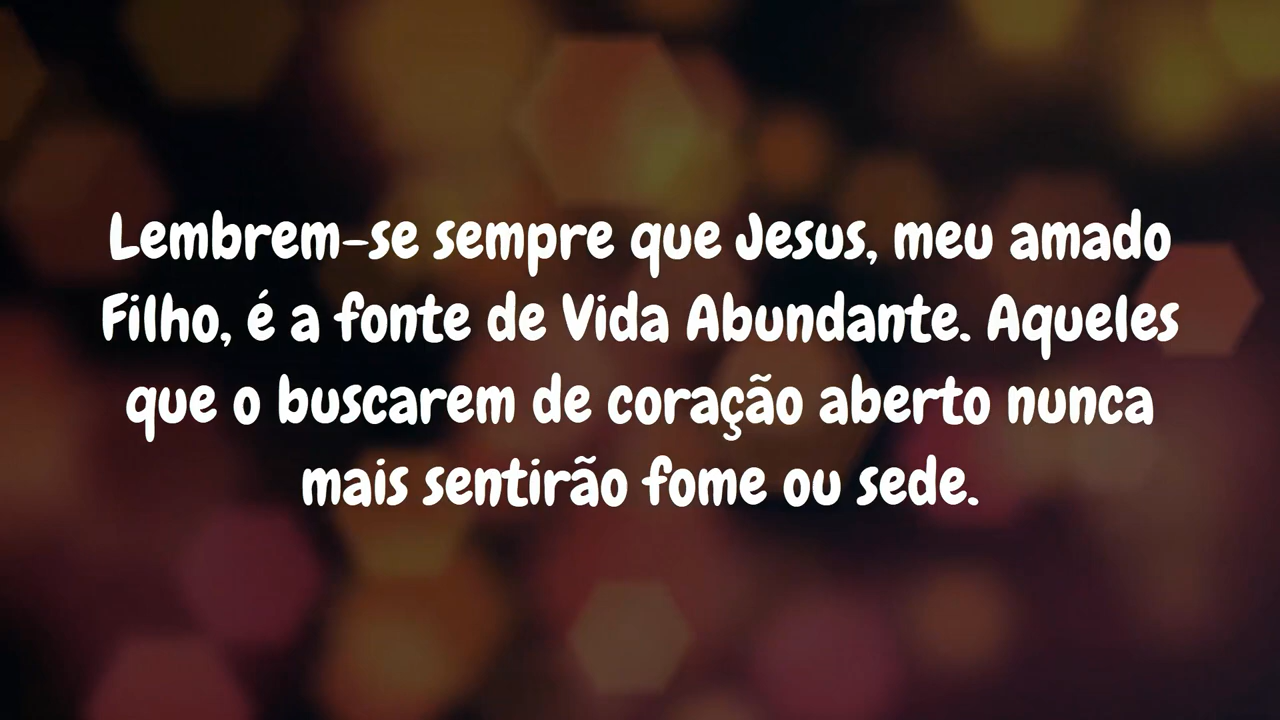 Lembrem-se sempre que Jesus, meu amado
Filho, é a fonte de Vida Abundante. Aqueles
que o buscarem de coração aberto nunca
mais sentirão fome ou sede.